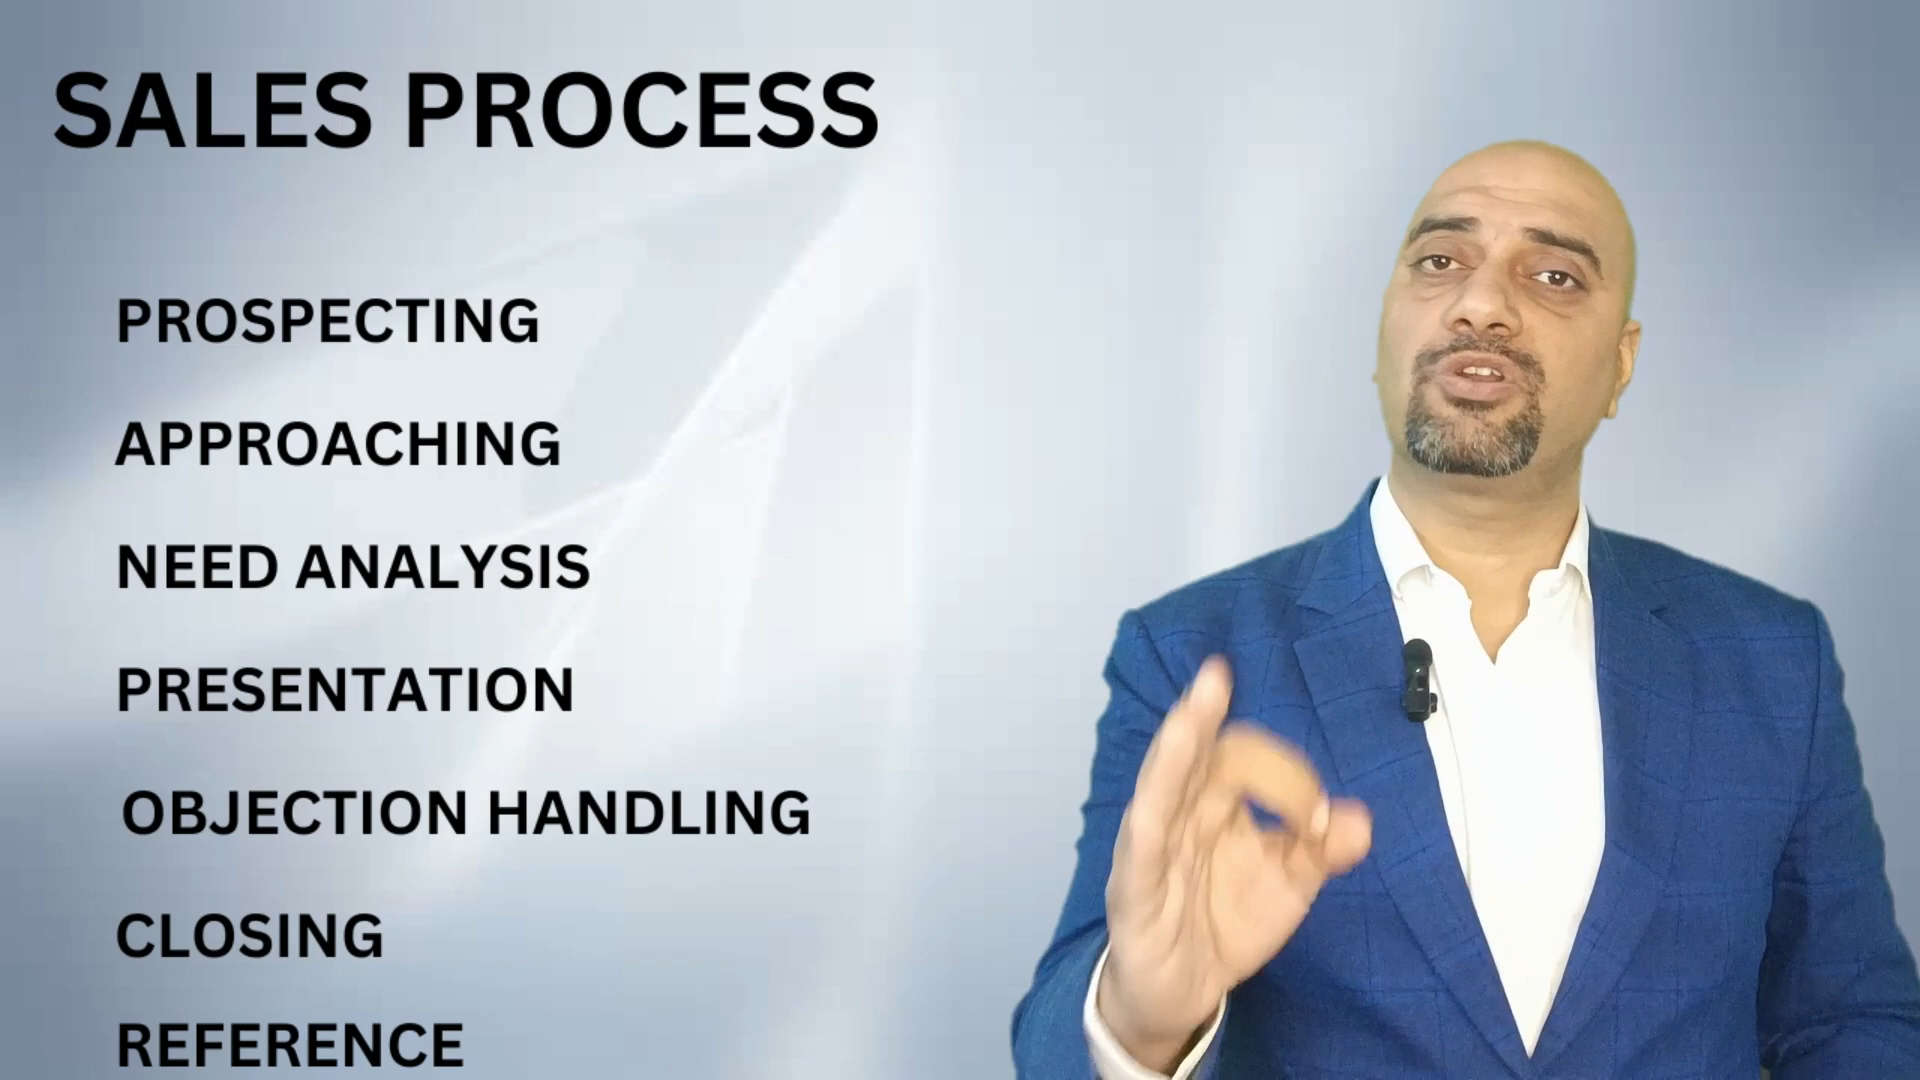 SALES PROCESS
PROSPECTING
APPROACHING
NEED ANALYSIS
PRESENTATION
OBJECTION HANDLING
CLOSING
REFERENCE